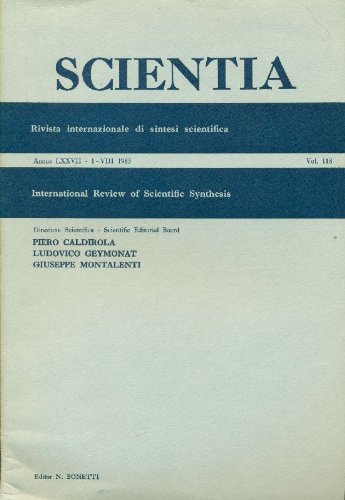 SCIENTIA
Rivista internazionale di sintesi scientifica
Annus LXXVII - I - VIII 1983 Vol. 118
International Review of Scientific Synthesis
Direzione Scientifica - Scientific Editorial Board
PIERO CALDIROLA
LUDOVICO GEYMONAT
GIUSEPPE MONTALENTI
Editor N. BONETTI